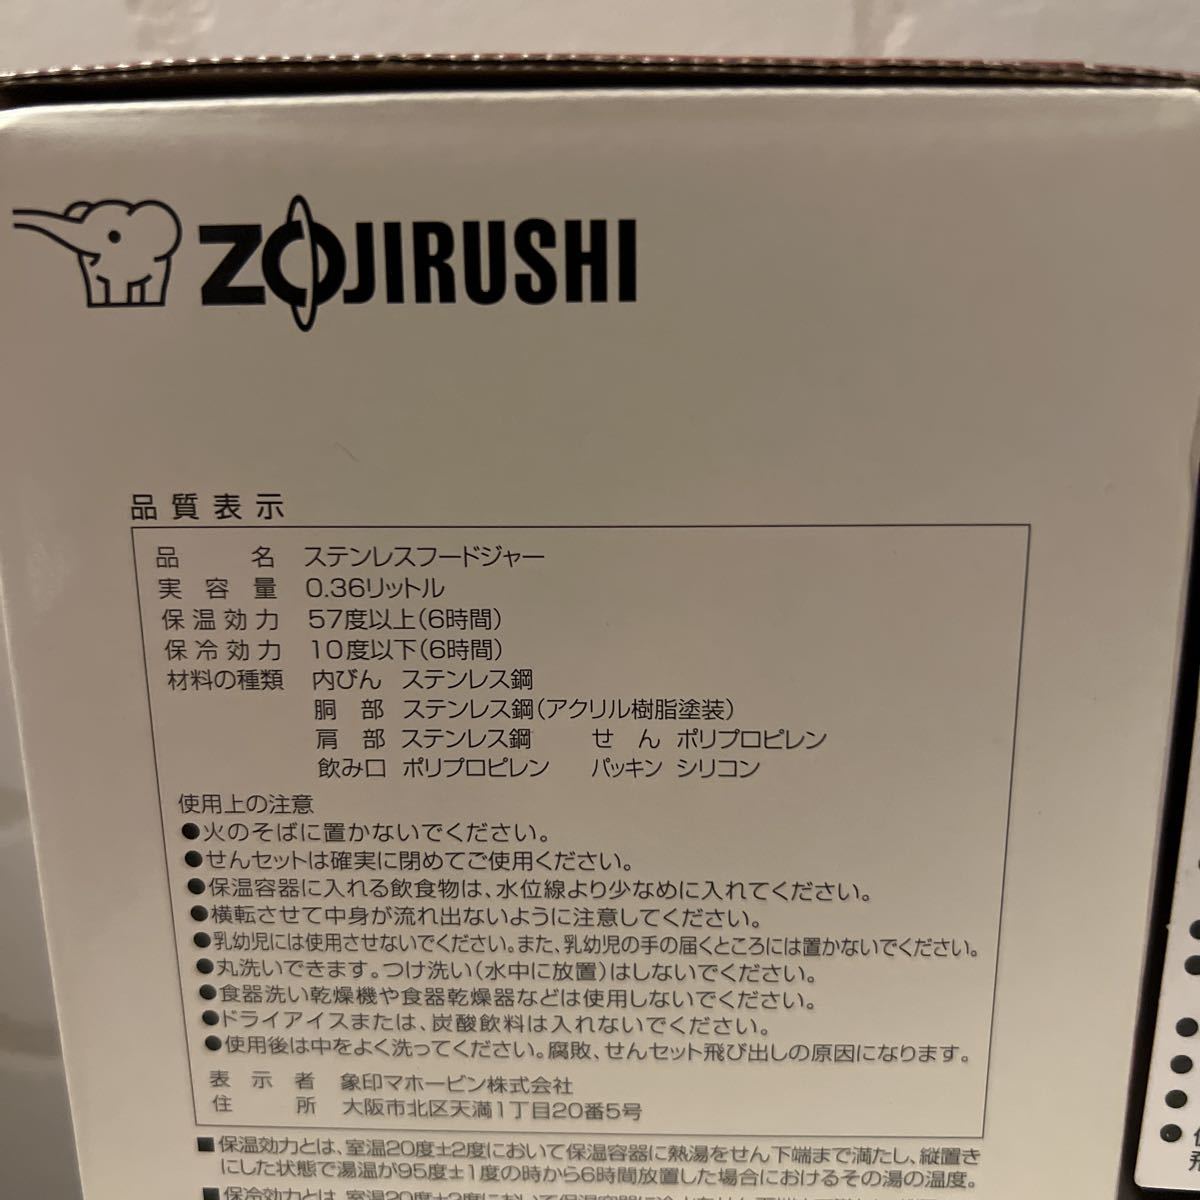 ZOJIRUSHI
品質表示
品名 ステンレスフードジャー
実容量 0.36リットル
保温効力 57度以上(6時間)
保冷効力 10度以下(6時間)
材料の種類 内びん ステンレス鋼
胴部 ステンレス鋼(アクリル樹脂塗装)
肩部 ステンレス鋼 せん ポリプロピレン
飲み口 ポリプロピレン パッキン シリコン
使用上の注意
●火のそばに置かないでください。
●せんセットは確実に閉めてご使用ください。
●保温容器に入れる飲食物は、水位線より少なめに入れてください。
●横転させて中身が流れ出ないように注意してください。
●乳幼児には使用させないでください。また、乳幼児の手の届くところには置かないでください。
●丸洗いできます。つけ洗い(水中に放置)はしないでください。
●食器洗い乾燥機や食器乾燥器などは使用しないでください。
●ドライアイスまたは、炭酸飲料は入れないでください。
●使用後は中をよく洗ってください。腐敗、せんセット飛び出しの原因になります。
表示者 象印マホービン株式会社
住所 大阪市北区天満1丁目20番5号
■保温効力とは、室温20度±2度において保温容器に熱湯をせん下端まで満たし、縦置き
にした状態で湯温が95度±1度の時から6時間放置した場合におけるその湯の温度。